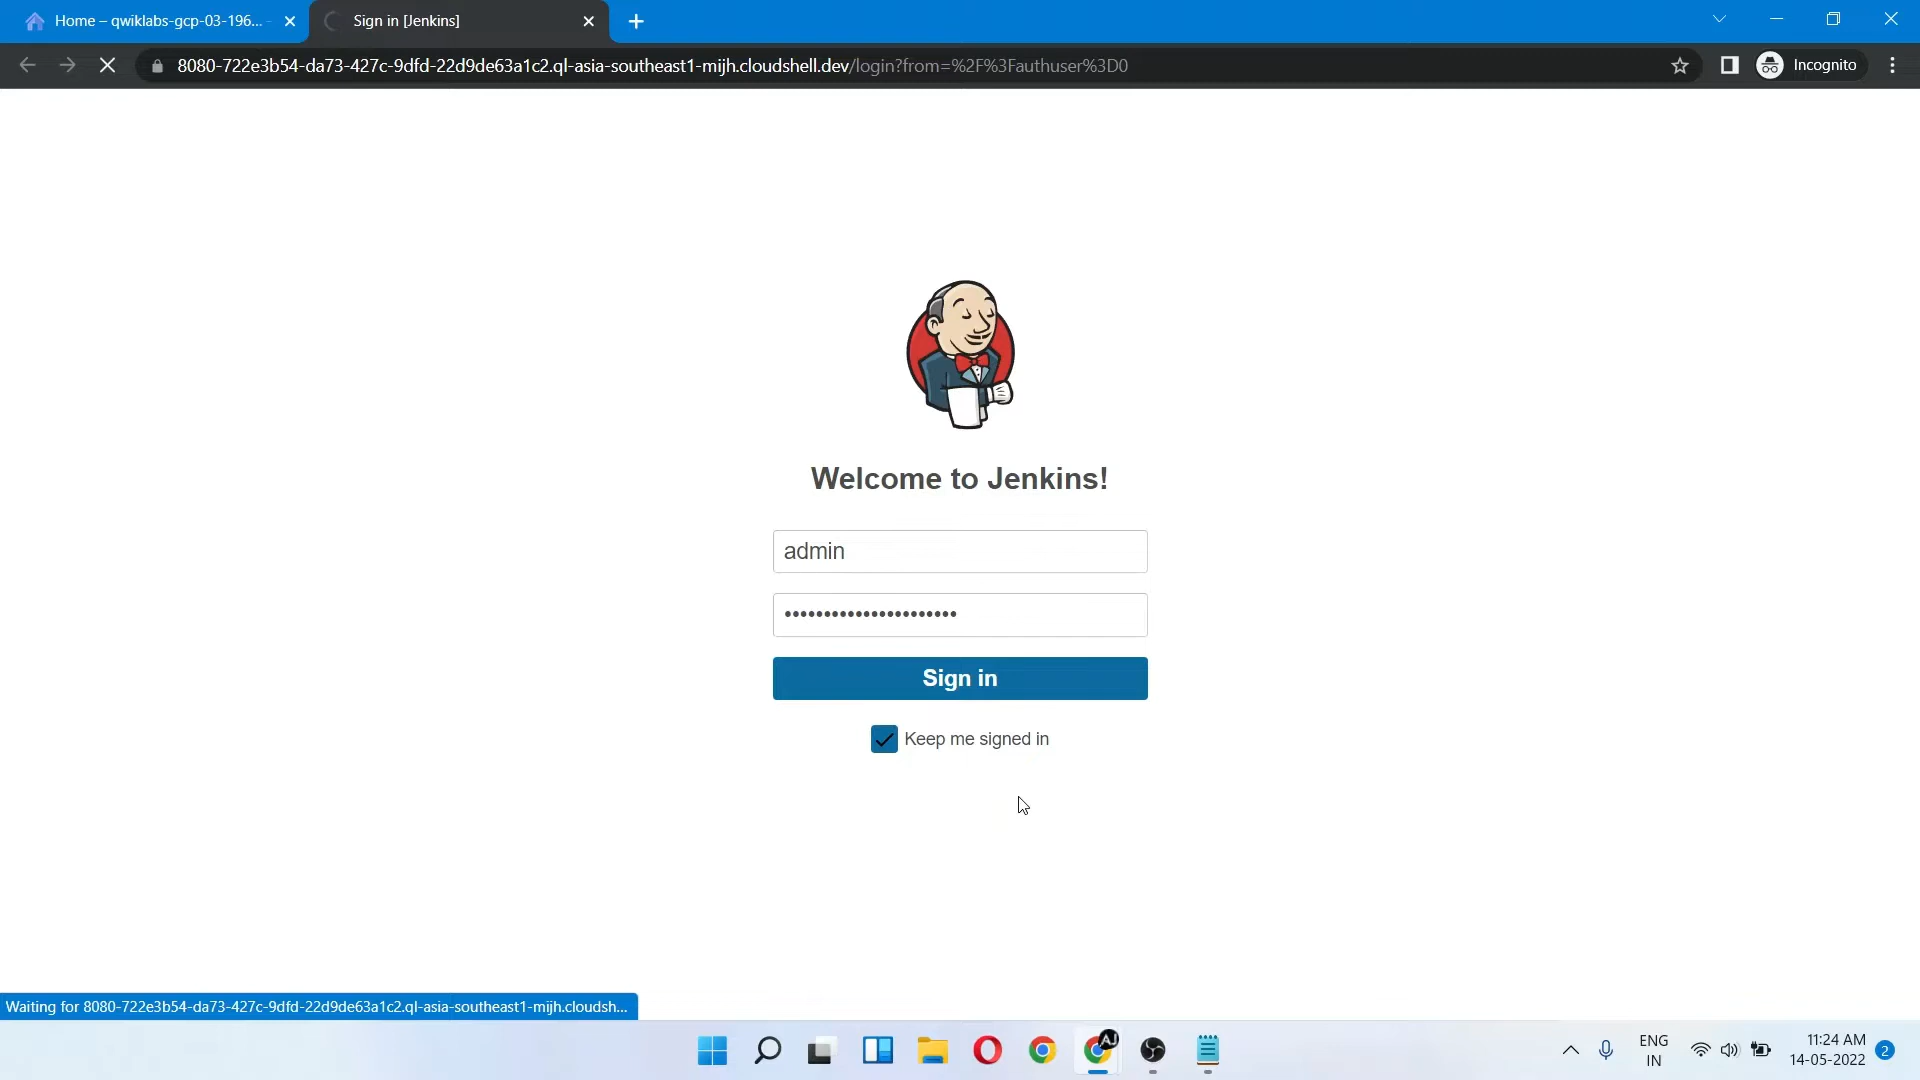 Home – qwiklabs-gcp-03-196...
Sign in [Jenkins]
8080-722e3b54-da73-427c-9dfd-22d9de63a1c2.ql-asia-southeast1-mijh.cloudshell.dev/login?from=%2F%3Fauthuser%3D0
Incognito
Welcome to Jenkins!
admin
••••••••••••••••••••••
Sign in
Keep me signed in
Waiting for 8080-722e3b54-da73-427c-9dfd-22d9de63a1c2.ql-asia-southeast1-mijh.cloudsh...
AJ
ENG
IN
11:24 AM
14-05-2022
2